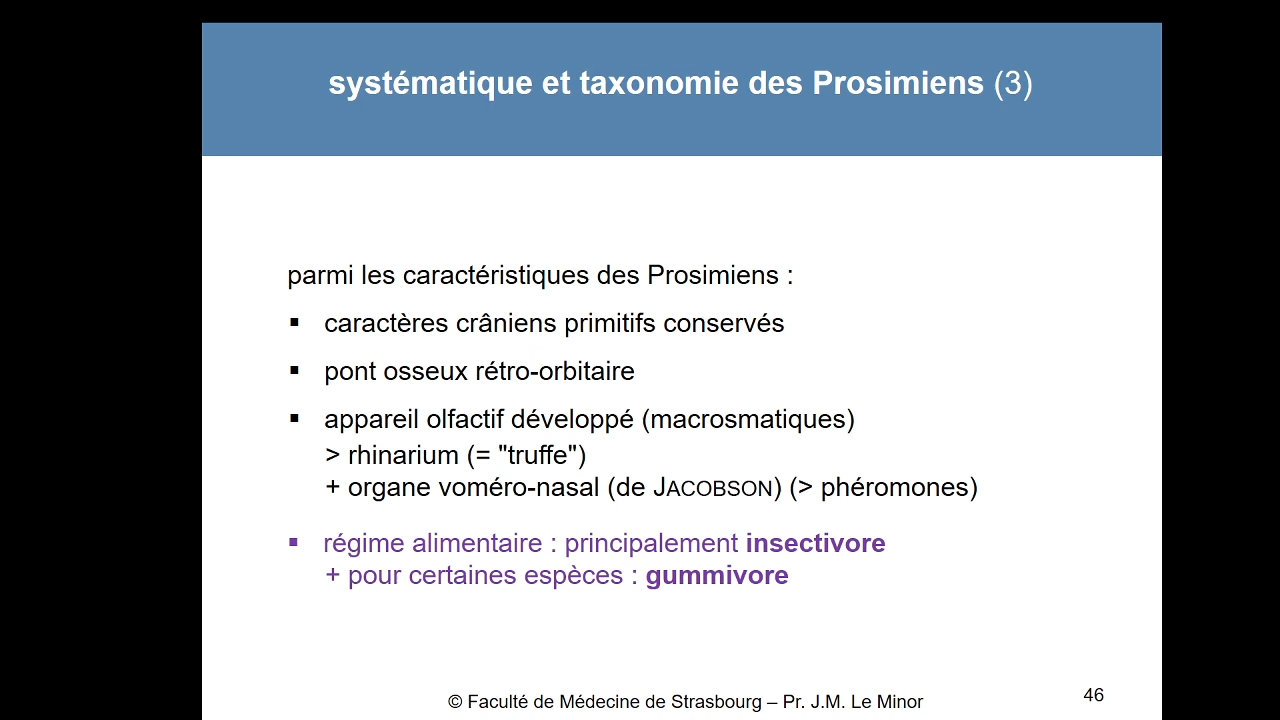 systématique et taxonomie des Prosimiens (3)
parmi les caractéristiques des Prosimiens :
▪ caractères crâniens primitifs conservés
▪ pont osseux rétro-orbitaire
▪ appareil olfactif développé (macrosmatiques)
> rhinarium (= "truffe")
+ organe voméro-nasal (de JACOBSON) (> phéromones)
▪ régime alimentaire : principalement insectivore
+ pour certaines espèces : gummivore
© Faculté de Médecine de Strasbourg – Pr. J.M. Le Minor
46